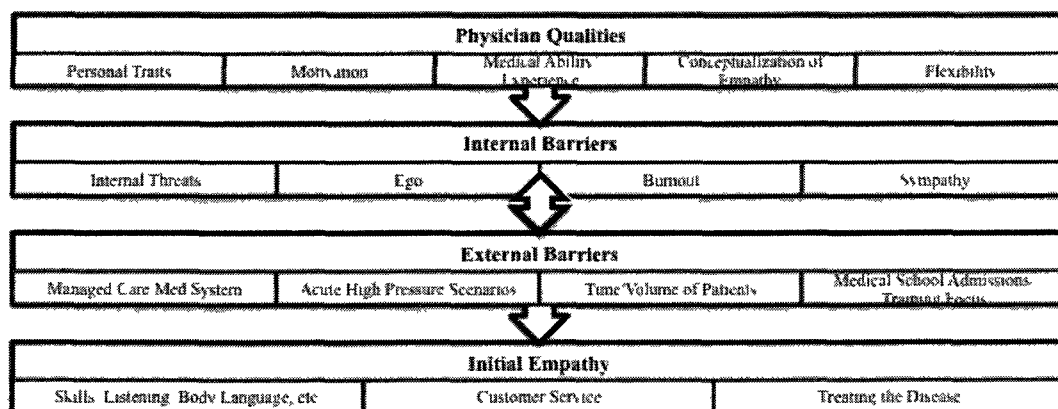 Physician Qualities
Personal Traits
Motivation
Medical Ability
Experience
Conceptualization of
Empathy
Flexibility
Internal Barriers
Internal Threats
Ego
Burnout
Sympathy
External Barriers
Managed Care Med System
Acute High Pressure Scenarios
Time/Volume of Patients
Medical School Admissions
Training Focus
Initial Empathy
Skills Listening Body Language, etc
Customer Service
Treating the Disease